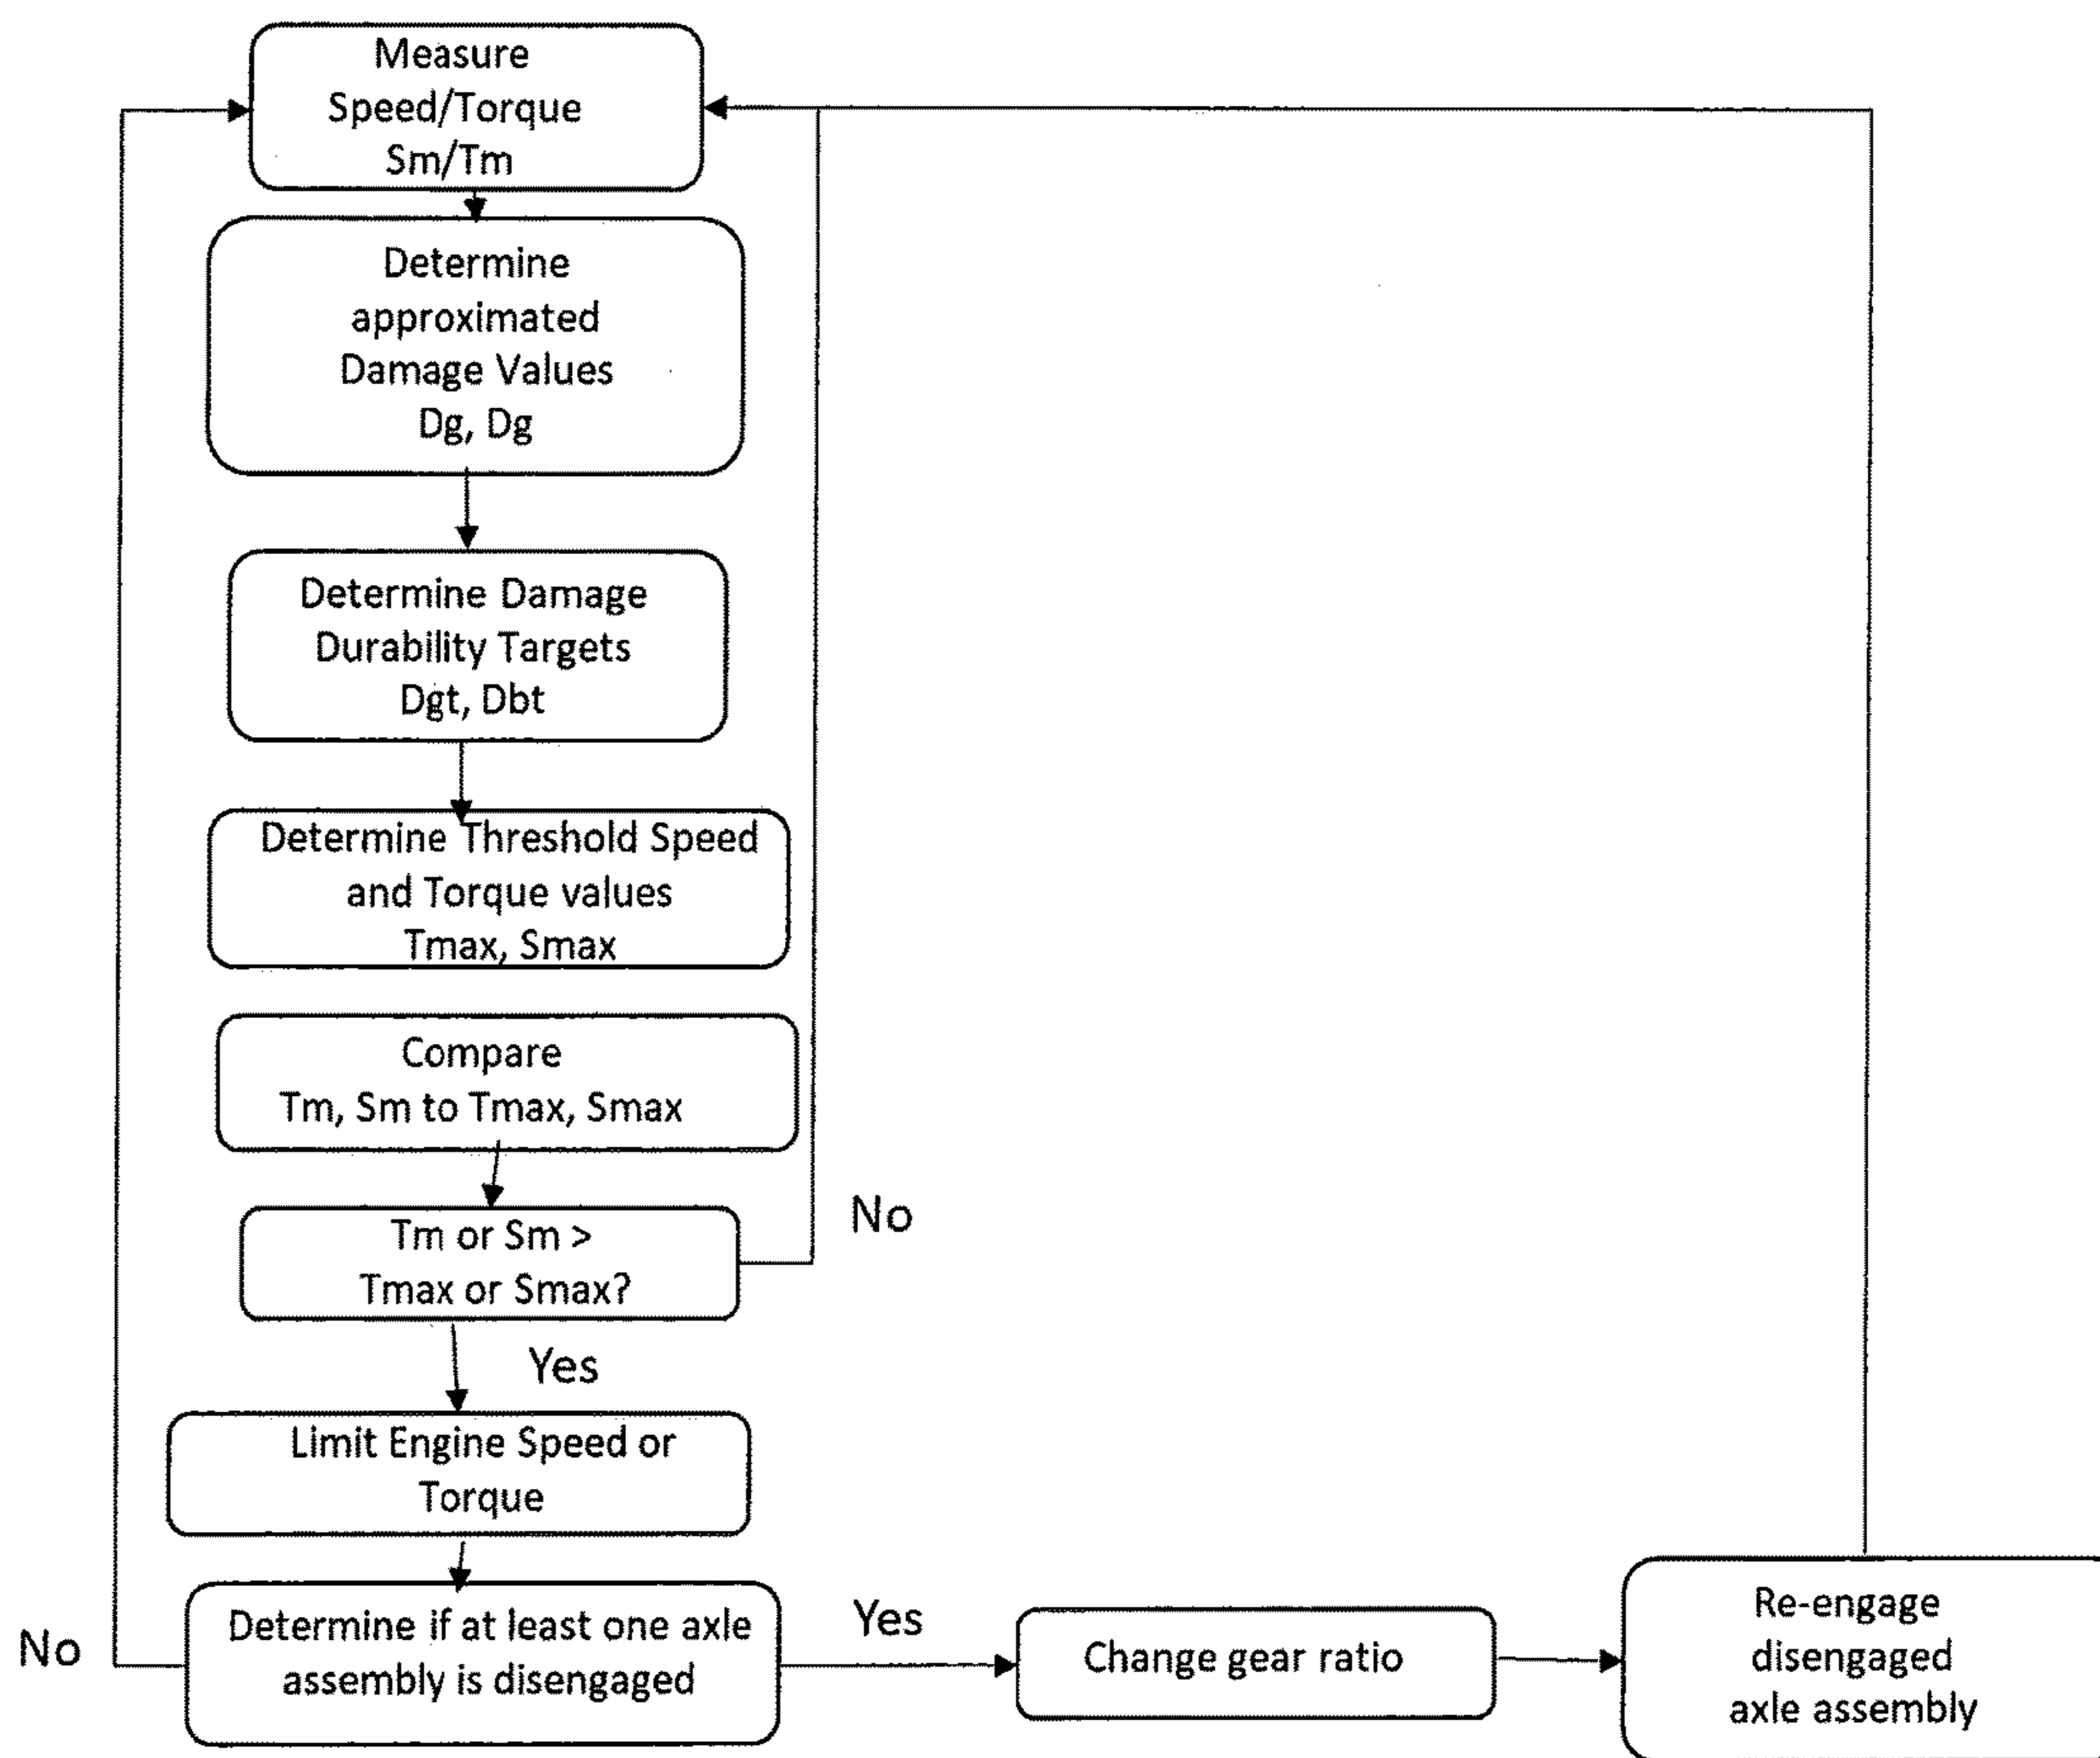 Measure
Speed/Torque
Sm/Tm
Determine
approximated
Damage Values
Dg, Dg
Determine Damage
Durability Targets
Dgt, Dbt
Determine Threshold Speed
and Torque values
Tmax, Smax
Compare
Tm, Sm to Tmax, Smax
Tm or Sm >
Tmax or Smax?
No
Yes
Limit Engine Speed or
Torque
Determine if at least one axle
assembly is disengaged
No
Yes
Change gear ratio
Re-engage
disengaged
axle assembly